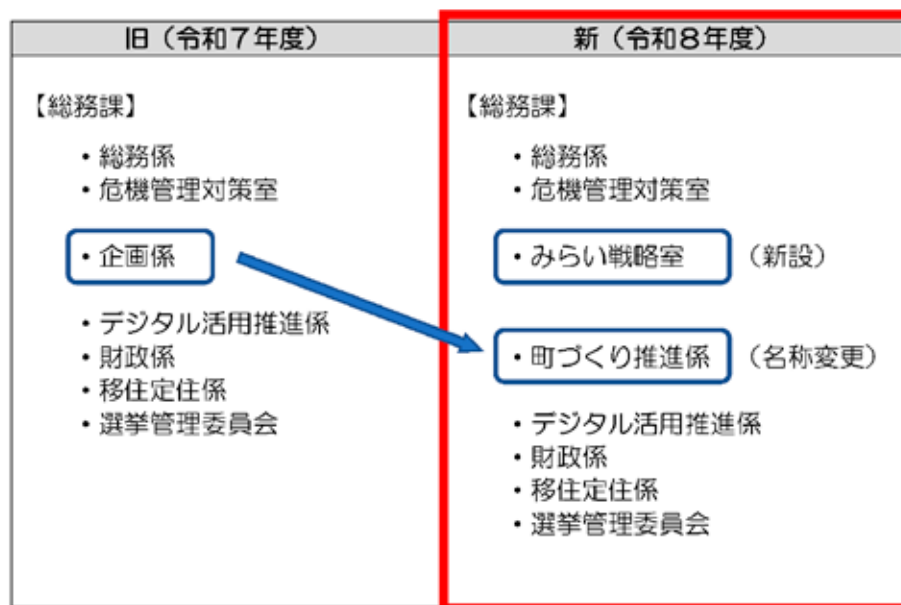 旧（令和７年度）
【総務課】
・総務係
・危機管理対策室
・企画係
・デジタル活用推進係
・財政係
・移住定住係
・選挙管理委員会
新（令和８年度）
【総務課】
・総務係
・危機管理対策室
・みらい戦略室　（新設）
・町づくり推進係　（名称変更）
・デジタル活用推進係
・財政係
・移住定住係
・選挙管理委員会